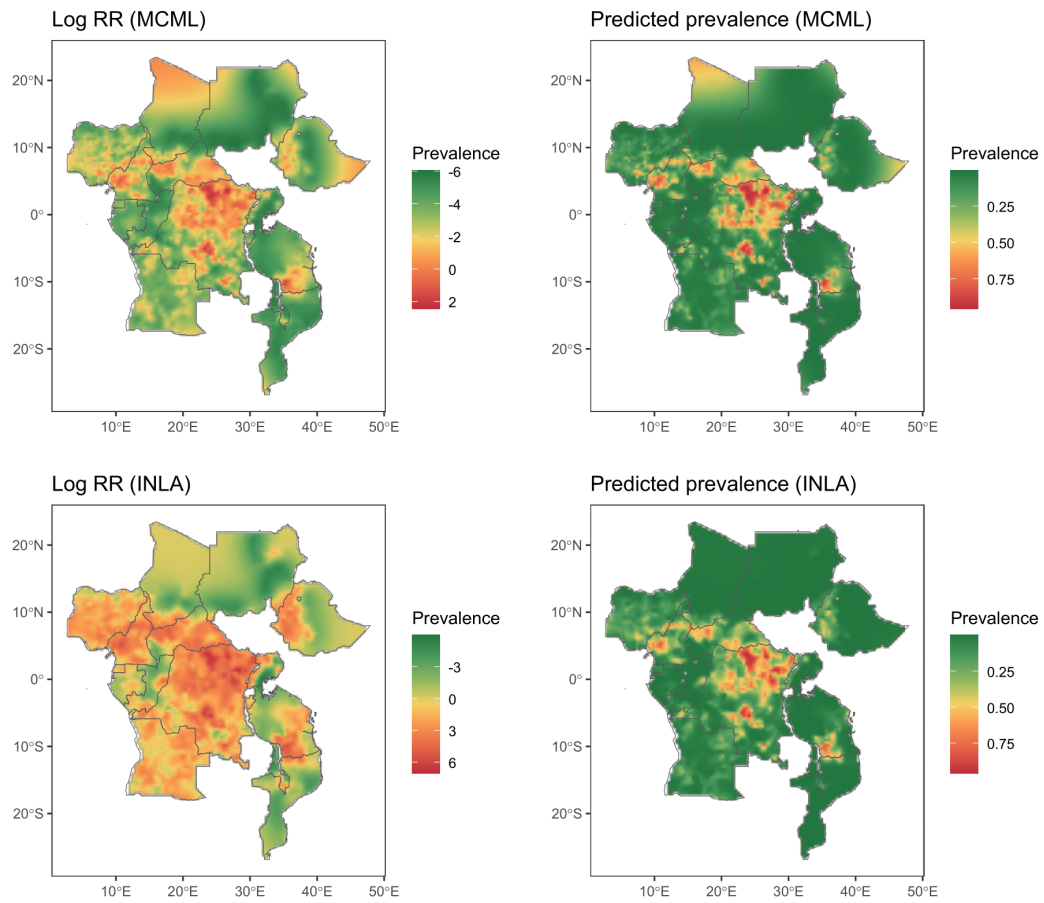 Log RR (MCML)
20°N
10°N
0°
10°S
20°S
10°E
20°E
30°E
40°E
50°E
Prevalence
-6
-4
-2
0
2
Predicted prevalence (MCML)
20°N
10°N
0°
10°S
20°S
10°E
20°E
30°E
40°E
50°E
Prevalence
0.25
0.50
0.75
Log RR (INLA)
20°N
10°N
0°
10°S
20°S
10°E
20°E
30°E
40°E
50°E
Prevalence
-3
0
3
6
Predicted prevalence (INLA)
20°N
10°N
0°
10°S
20°S
10°E
20°E
30°E
40°E
50°E
Prevalence
0.25
0.50
0.75